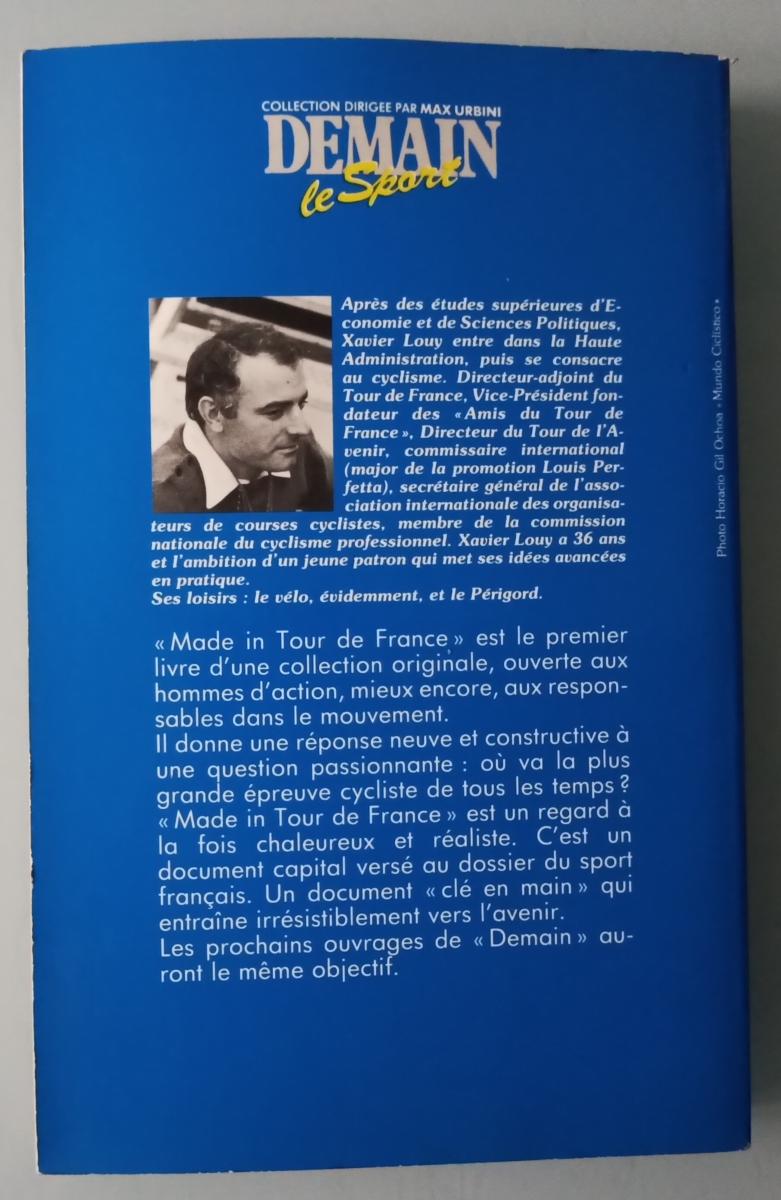 COLLECTION DIRIGEE PAR MAX URBINI
DEMAIN
le Sport
Après des études supérieures d'E-
conomie et de Sciences Politiques,
Xavier Louy entre dans la Haute
Administration, puis se consacre
au cyclisme. Directeur-adjoint du
Tour de France, Vice-Président fon-
dateur des « Amis du Tour de
France », Directeur du Tour de l'A-
venir, commissaire international
(major de la promotion Louis Per-
fetta), secrétaire général de l'asso-
ciation internationale des organisa-
teurs de courses cyclistes, membre de la commission
nationale du cyclisme professionnel. Xavier Louy a 36 ans
et l'ambition d'un jeune patron qui met ses idées avancées
en pratique.
Ses loisirs : le vélo, évidemment, et le Périgord.
« Made in Tour de France » est le premier
livre d'une collection originale, ouverte aux
hommes d'action, mieux encore, aux respon-
sables dans le mouvement.
Il donne une réponse neuve et constructive à
une question passionnante : où va la plus
grande épreuve cycliste de tous les temps ?
« Made in Tour de France » est un regard à
la fois chaleureux et réaliste. C'est un
document capital versé au dossier du sport
français. Un document « clé en main » qui
entraîne irrésistiblement vers l'avenir.
Les prochains ouvrages de « Demain » au-
ront le même objectif.
Photo Horacio Gil Ochoa • Mundo Ciclistico •